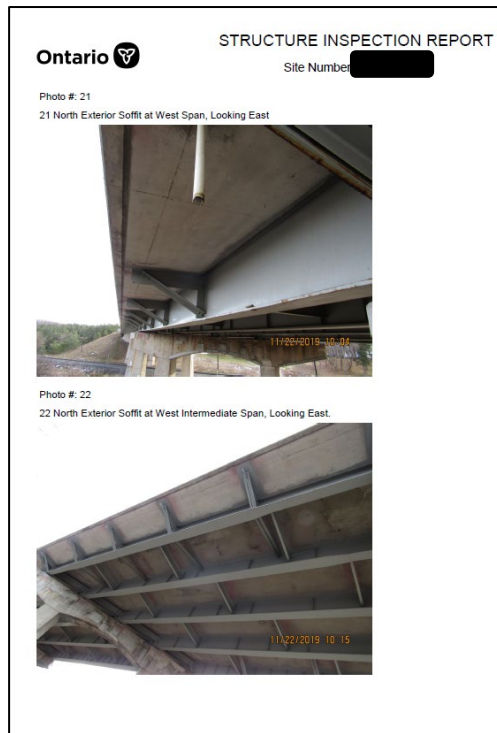 Ontario
STRUCTURE INSPECTION REPORT
Site Number
Photo #: 21
21 North Exterior Soffit at West Span, Looking East
11/22/2019 10 04
Photo #: 22
22 North Exterior Soffit at West Intermediate Span, Looking East.
11/22/2019 10 15